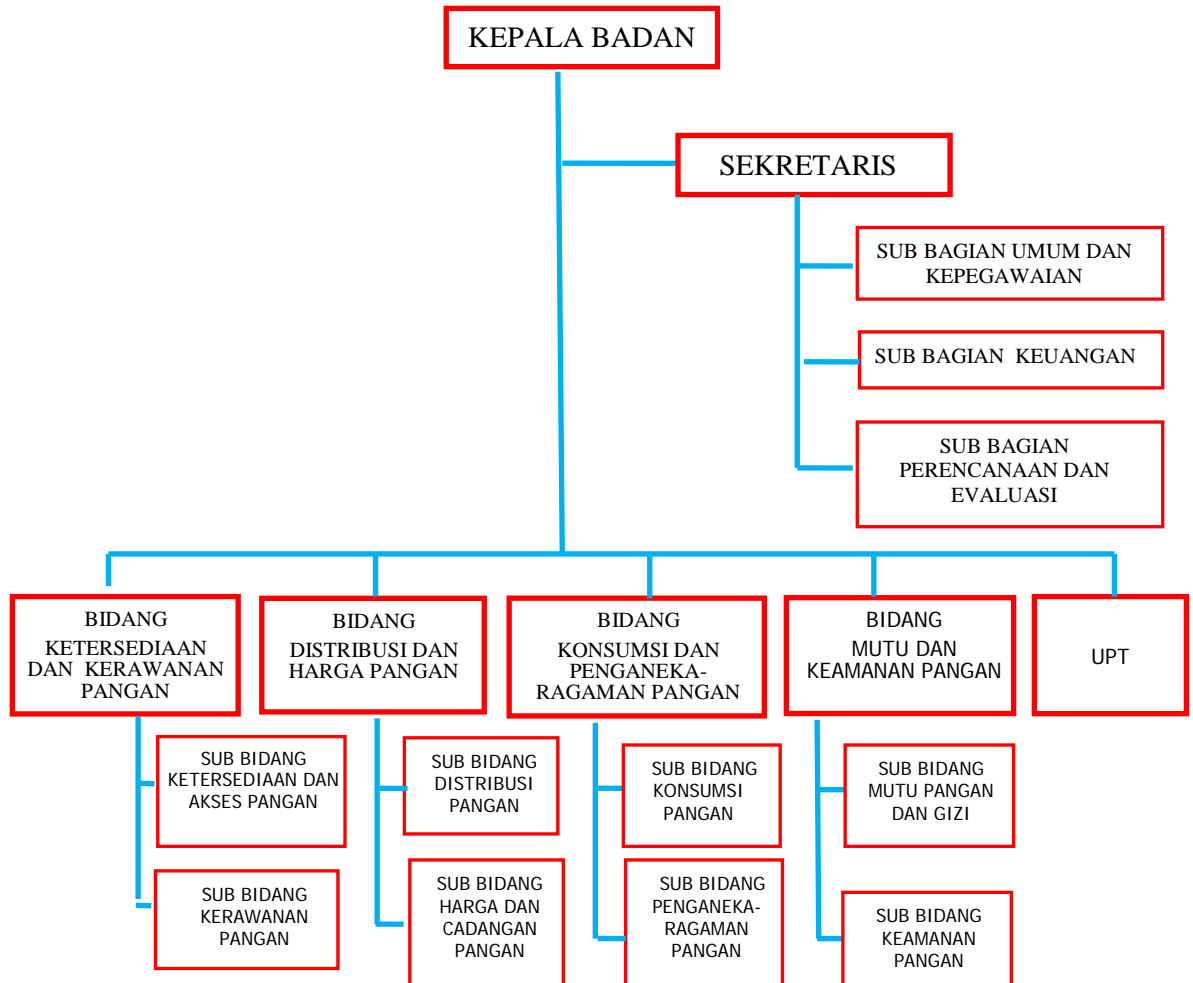 KEPALA BADAN
SEKRETARIS
SUB BAGIAN UMUM DAN
KEPEGAWAIAN
SUB BAGIAN KEUANGAN
SUB BAGIAN
PERENCANAAN DAN
EVALUASI
BIDANG
KETERSEDIAAN
DAN KERAWANAN
PANGAN
BIDANG
DISTRIBUSI DAN
HARGA PANGAN
BIDANG
KONSUMSI DAN
PENGANEKA-
RAGAMAN PANGAN
BIDANG
MUTU DAN
KEAMANAN PANGAN
UPT
SUB BIDANG
KETERSEDIAAN DAN
AKSES PANGAN
SUB BIDANG
DISTRIBUSI
PANGAN
SUB BIDANG
KONSUMSI
PANGAN
SUB BIDANG
MUTU PANGAN
DAN GIZI
SUB BIDANG
KERAWANAN
PANGAN
SUB BIDANG
HARGA DAN
CADANGAN
PANGAN
SUB BIDANG
PENGANEKA-
RAGAMAN
PANGAN
SUB BIDANG
KEAMANAN
PANGAN